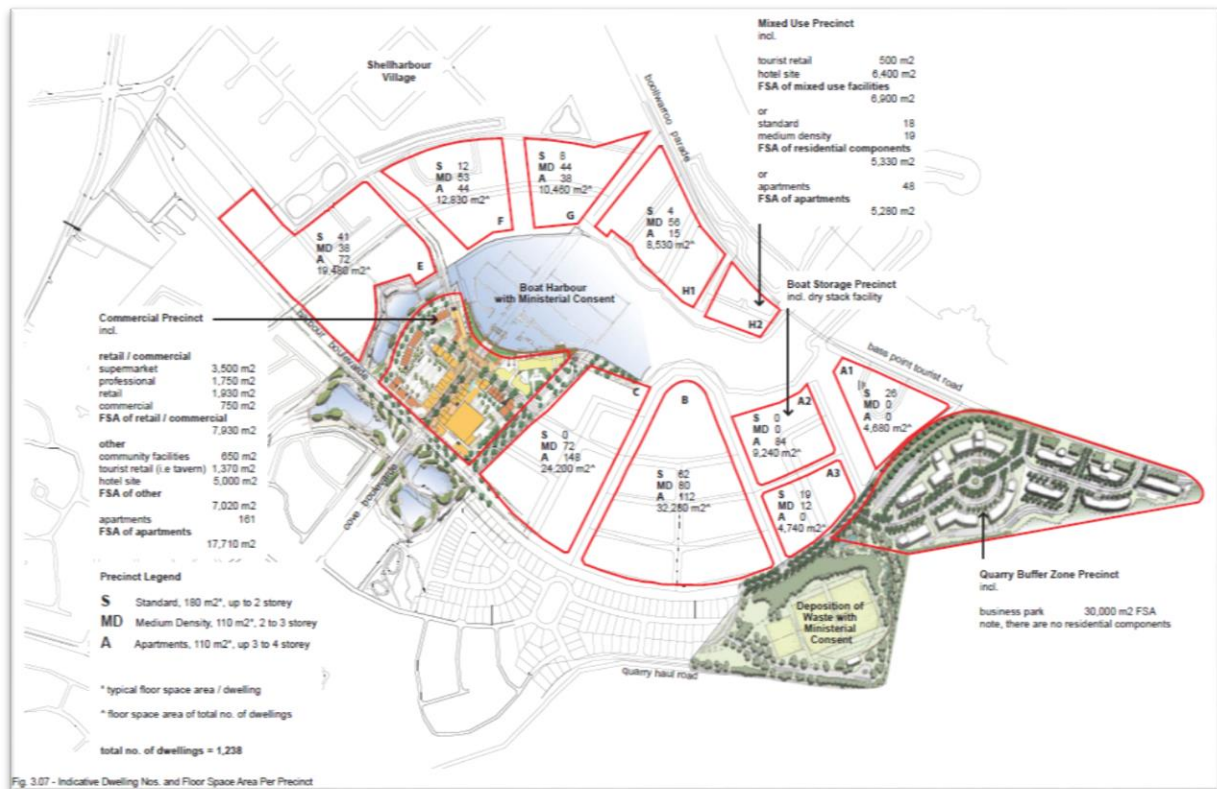 Mixed Use Precinct
incl.
tourist retail 500 m2
hotel site 6,400 m2
FSA of mixed use facilities
6,900 m2
or
standard 18
medium density 19
FSA of residential components
5,330 m2
or
apartments 48
FSA of apartments
5,280 m2
Shellharbour
Village
boollwarroo parade
S 12
MD 53
A 44
12,830 m2^
F
S 8
MD 44
A 38
10,460 m2^
G
S 4
MD 56
A 15
8,530 m2^
H1
H2
S 41
MD 38
A 72
19,480 m2^
E
Boat Harbour
with Ministerial Consent
Boat Storage Precinct
incl. dry stack facility
Commercial Precinct
incl.
retail / commercial
supermarket 3,500 m2
professional 1,750 m2
retail 1,930 m2
commercial 750 m2
FSA of retail / commercial
7,930 m2
other
community facilities 650 m2
tourist retail (i.e tavern) 1,370 m2
hotel site 5,000 m2
FSA of other
7,020 m2
apartments 161
FSA of apartments
17,710 m2
harbour boulevarde
cove boulevarde
bass point tourist road
C
S 0
MD 72
A 148
24,200 m2^
B
S 62
MD 80
A 112
32,280 m2^
A2
S 0
MD 0
A 84
9,240 m2^
A1
S 26
MD 0
A 0
4,680 m2^
A3
S 19
MD 12
A 0
4,740 m2^
Quarry Buffer Zone Precinct
incl.
business park 30,000 m2 FSA
note, there are no residential components
Deposition of
Waste with
Ministerial
Consent
quarry haul road
Precinct Legend
S Standard, 180 m2*, up to 2 storey
MD Medium Density, 110 m2*, 2 to 3 storey
A Apartments, 110 m2*, up 3 to 4 storey
* typical floor space area / dwelling
^ floor space area of total no. of dwellings
total no. of dwellings = 1,238
Fig. 3.07 - Indicative Dwelling Nos. and Floor Space Area Per Precinct